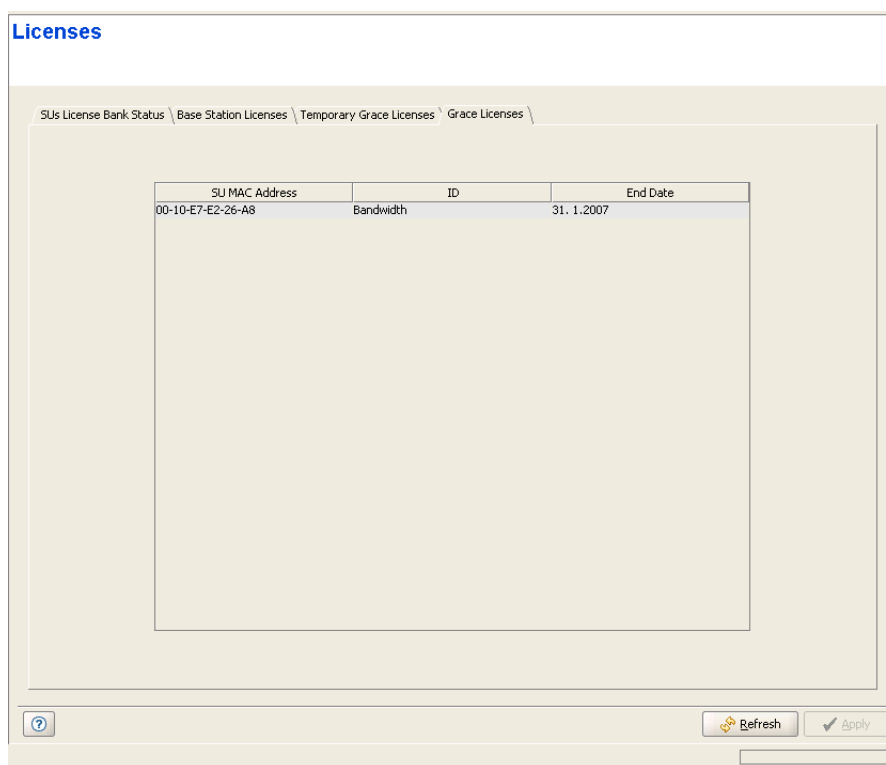 Licenses
SUs License Bank Status Base Station Licenses Temporary Grace Licenses Grace Licenses
SU MAC Address ID End Date
00-10-E7-E2-26-A8 Bandwidth 31. 1.2007
? Refresh Apply